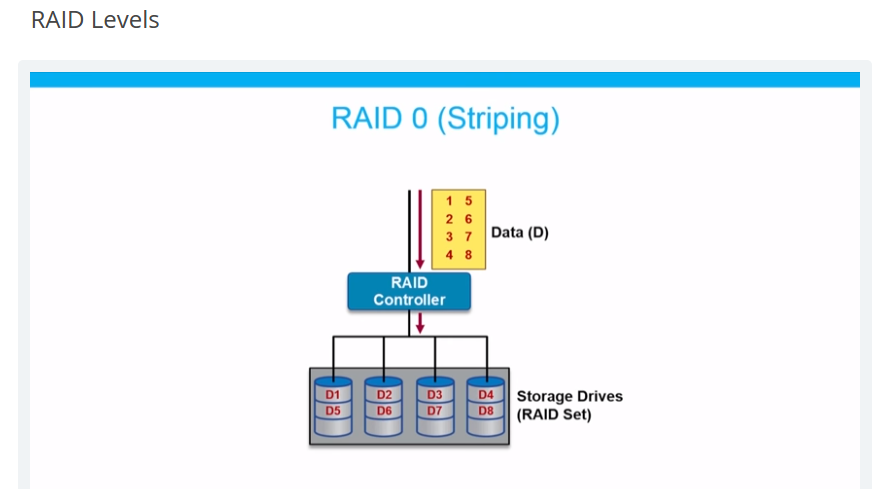 RAID Levels
RAID 0 (Striping)
1 5
2 6
3 7
4 8
Data (D)
RAID
Controller
D1 D2 D3 D4
D5 D6 D7 D8
Storage Drives
(RAID Set)